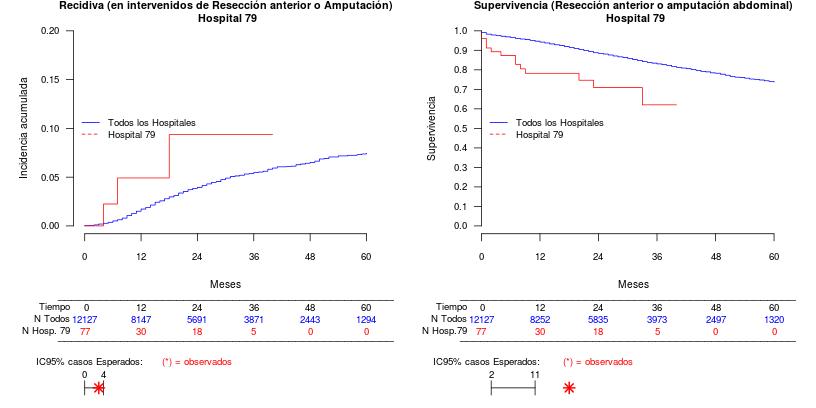 Recidiva (en intervenidos de Resección anterior o Amputación)
Hospital 79
Incidencia acumulada
0.20
0.15
0.10
0.05
0.00
Todos los Hospitales
Hospital 79
0 12 24 36 48 60
Meses
Tiempo 0 12 24 36 48 60
N Todos 12127 8147 5691 3871 2443 1294
N Hosp. 79 77 30 18 5 0 0
IC95% casos Esperados: (*) = observados
0 4
Supervivencia (Resección anterior o amputación abdominal)
Hospital 79
Supervivencia
1.0
0.9
0.8
0.7
0.6
0.5
0.4
0.3
0.2
0.1
0.0
Todos los Hospitales
Hospital 79
0 12 24 36 48 60
Meses
Tiempo 0 12 24 36 48 60
N Todos 12127 8252 5835 3973 2497 1320
N Hosp.79 77 30 18 5 0 0
IC95% casos Esperados: (*) = observados
2 11